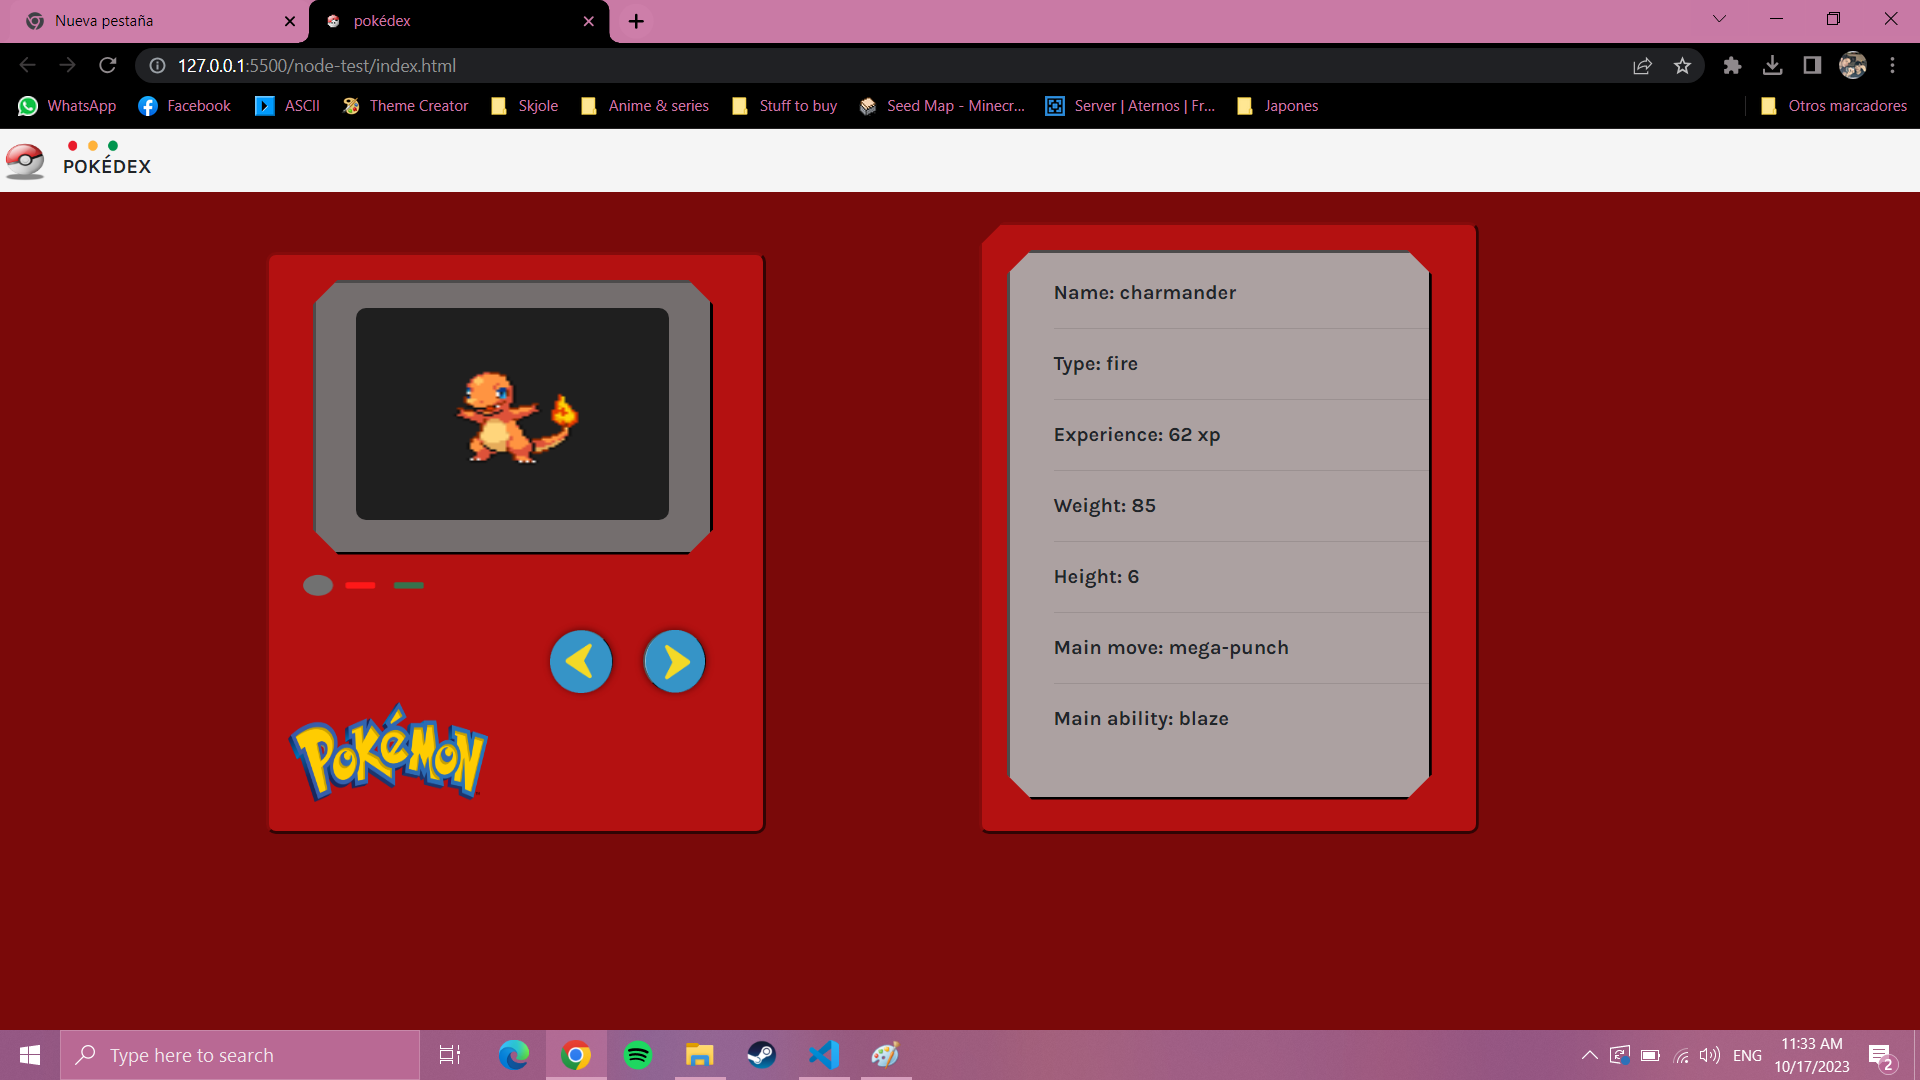 Nueva pestaña
pokédex
127.0.0.1:5500/node-test/index.html
WhatsApp
Facebook
ASCII
Theme Creator
Skjole
Anime & series
Stuff to buy
Seed Map - Minecr...
Server | Aternos | Fr...
Japones
Otros marcadores
POKÉDEX
Name: charmander
Type: fire
Experience: 62 xp
Weight: 85
Height: 6
Main move: mega-punch
Main ability: blaze
POKéMON
Type here to search
ENG
11:33 AM
10/17/2023
2